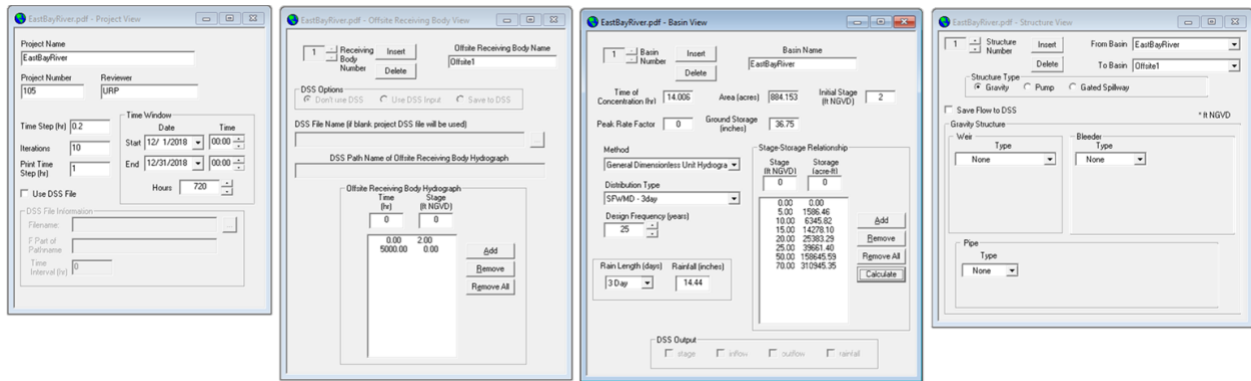 EastBayRiver.pdf - Project View
Project Name
EastBayRiver
Project Number Reviewer
105 URP
Time Step (hr) 0.2
Iterations 10
Print Time
Step (hr) 1
Time Window
Date Time
Start 12/ 1/2018 00:00
End 12/31/2018 00:00
Hours 720
Use DSS File
DSS File Information
Filename:
F Part of
Pathname
Time
Interval (hr) 0
EastBayRiver.pdf - Offsite Receiving Body View
1 Receiving
Body
Number
Insert
Delete
Offsite Receiving Body Name
Offsite1
DSS Options
Don't use DSS Use DSS Input Save to DSS
DSS File Name (if blank project DSS file will be used)
...
DSS Path Name of Offsite Receiving Body Hydrograph
Offsite Receiving Body Hydrograph
Time Stage
(hr) (ft NGVD)
0 0
0.00 2.00
5000.00 0.00
Add
Remove
Remove All
EastBayRiver.pdf - Basin View
1 Basin
Number
Insert
Delete
Basin Name
EastBayRiver
Time of
Concentration (hr) 14.006
Area (acres) 884.153
Initial Stage
(ft NGVD) 2
Peak Rate Factor 0
Ground Storage
(inches) 36.75
Method
General Dimensionless Unit Hydrogra
Distribution Type
SFWMD - 3day
Design Frequency (years)
25
Rain Length (days) Rainfall (inches)
3 Day 14.44
Stage-Storage Relationship
Stage Storage
(ft NGVD) (acre-ft)
0 0
0.00 0.00
5.00 1586.46
10.00 6345.82
15.00 14278.10
20.00 25383.29
25.00 39661.40
50.00 158645.59
70.00 310945.35
Add
Remove
Remove All
Calculate
DSS Output
stage inflow outflow rainfall
EastBayRiver.pdf - Structure View
1 Structure
Number
Insert
Delete
From Basin EastBayRiver
To Basin Offsite1
Structure Type
Gravity Pump Gated Spillway
Save Flow to DSS
* ft NGVD
Gravity Structure
Weir
Type
None
Bleeder
Type
None
Pipe
Type
None